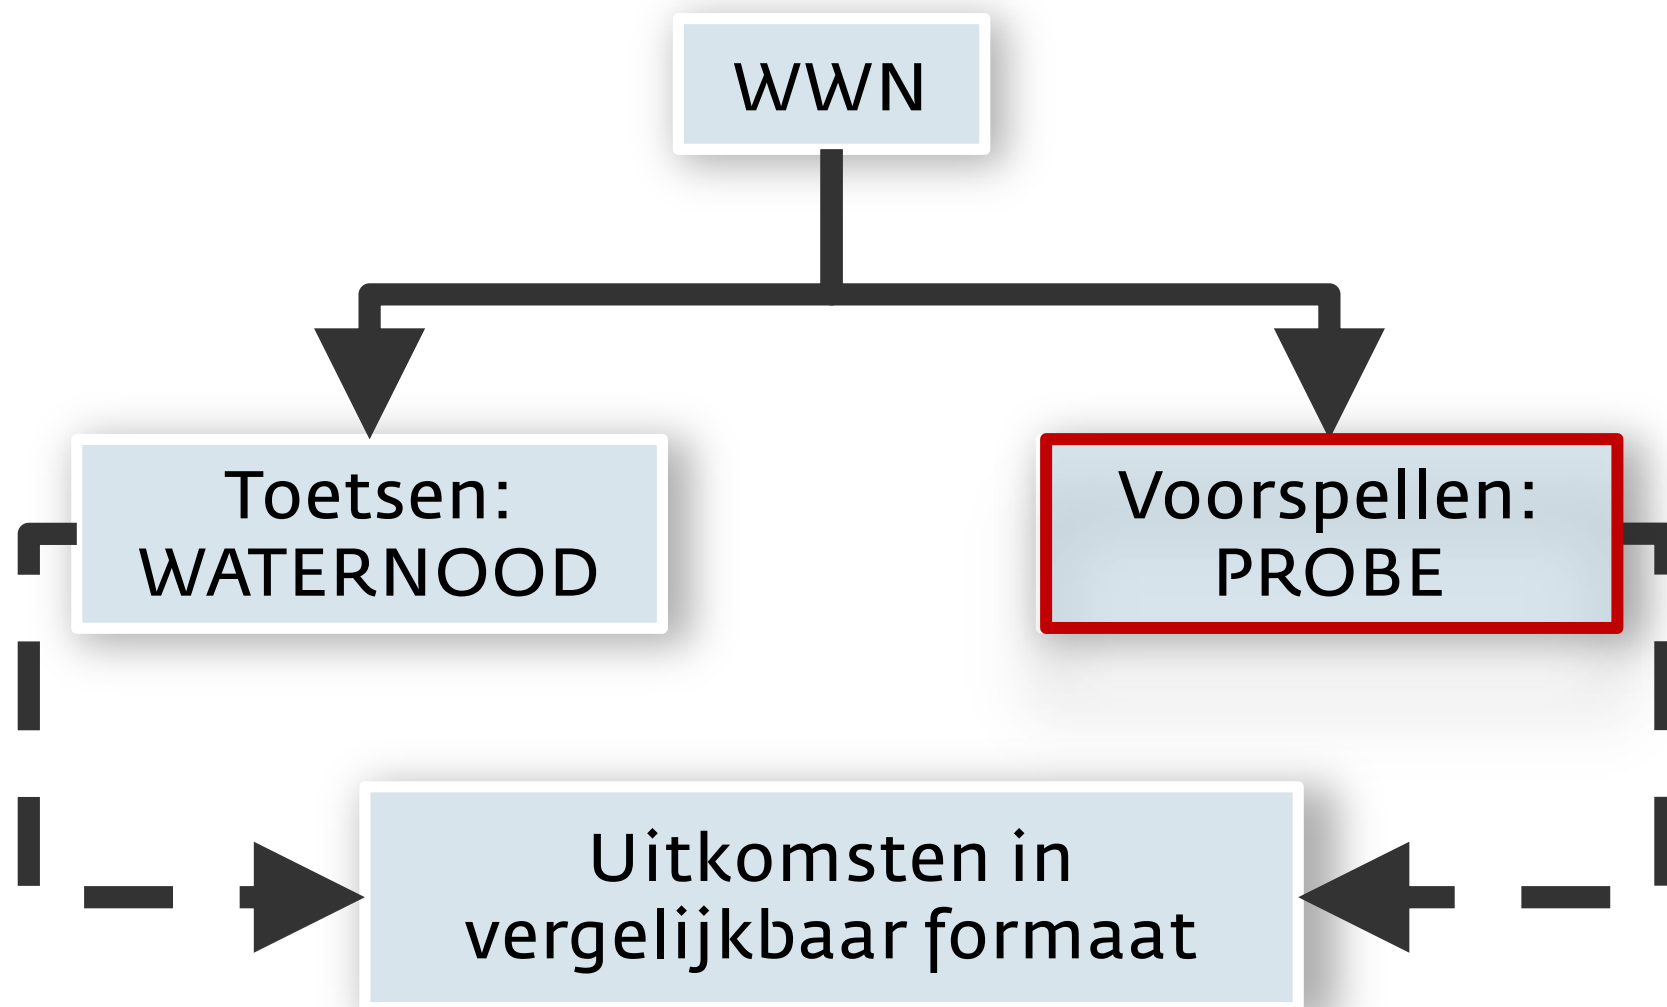 WWN
Toetsen:
WATERNOOD
Voorspellen:
PROBE
Uitkomsten in
vergelijkbaar formaat